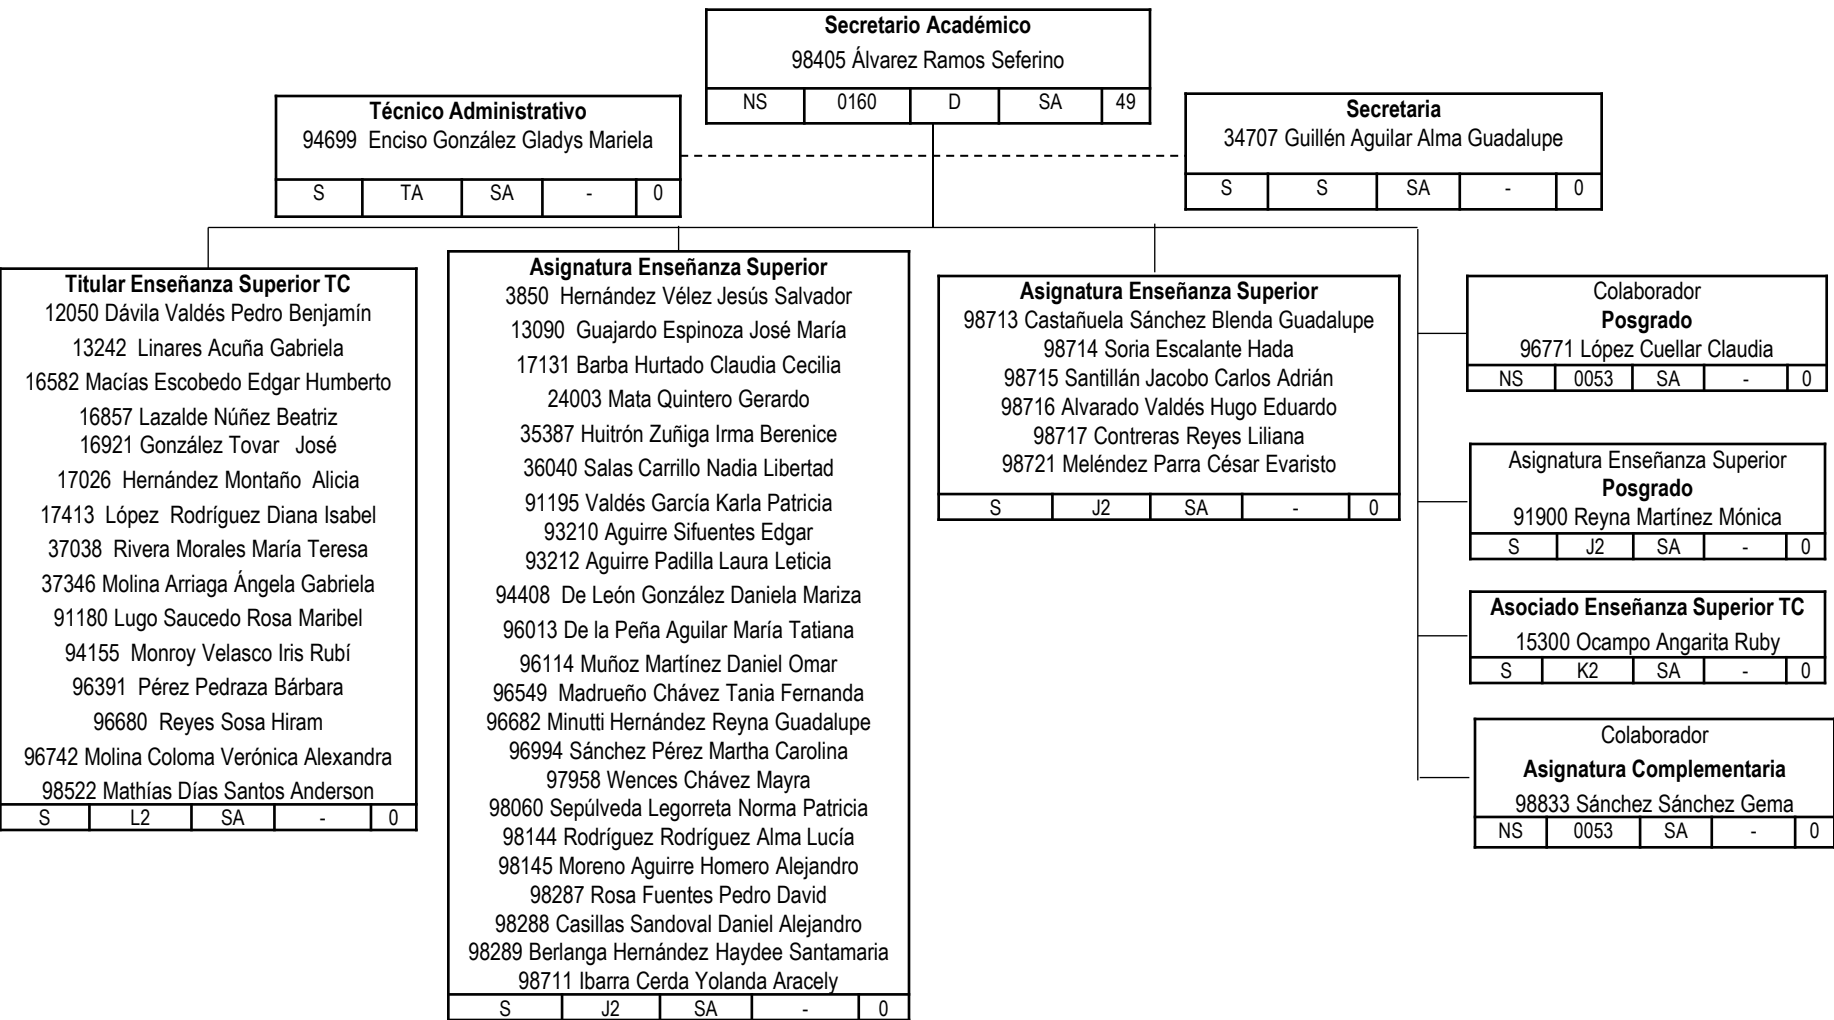 Secretario Académico
98405 Álvarez Ramos Seferino
NS 0160 D SA 49
Técnico Administrativo
94699 Enciso González Gladys Mariela
S TA SA - 0
Secretaria
34707 Guillén Aguilar Alma Guadalupe
S S SA - 0
Titular Enseñanza Superior TC
12050 Dávila Valdés Pedro Benjamín
13242 Linares Acuña Gabriela
16582 Macías Escobedo Edgar Humberto
16857 Lazalde Núñez Beatriz
16921 González Tovar José
17026 Hernández Montaño Alicia
17413 López Rodríguez Diana Isabel
37038 Rivera Morales María Teresa
37346 Molina Arriaga Ángela Gabriela
91180 Lugo Saucedo Rosa Maribel
94155 Monroy Velasco Iris Rubí
96391 Pérez Pedraza Bárbara
96680 Reyes Sosa Hiram
96742 Molina Coloma Verónica Alexandra
98522 Mathías Días Santos Anderson
S L2 SA - 0
Asignatura Enseñanza Superior
3850 Hernández Vélez Jesús Salvador
13090 Guajardo Espinoza José María
17131 Barba Hurtado Claudia Cecilia
24003 Mata Quintero Gerardo
35387 Huitrón Zuñiga Irma Berenice
36040 Salas Carrillo Nadia Libertad
91195 Valdés García Karla Patricia
93210 Aguirre Sifuentes Edgar
93212 Aguirre Padilla Laura Leticia
94408 De León González Daniela Mariza
96013 De la Peña Aguilar María Tatiana
96114 Muñoz Martínez Daniel Omar
96549 Madrueño Chávez Tania Fernanda
96682 Minutti Hernández Reyna Guadalupe
96994 Sánchez Pérez Martha Carolina
97958 Wences Chávez Mayra
98060 Sepúlveda Legorreta Norma Patricia
98144 Rodríguez Rodríguez Alma Lucía
98145 Moreno Aguirre Homero Alejandro
98287 Rosa Fuentes Pedro David
98288 Casillas Sandoval Daniel Alejandro
98289 Berlanga Hernández Haydee Santamaria
98711 Ibarra Cerda Yolanda Aracely
S J2 SA - 0
Asignatura Enseñanza Superior
98713 Castañuela Sánchez Blenda Guadalupe
98714 Soria Escalante Hada
98715 Santillán Jacobo Carlos Adrián
98716 Alvarado Valdés Hugo Eduardo
98717 Contreras Reyes Liliana
98721 Meléndez Parra César Evaristo
S J2 SA - 0
Colaborador
Posgrado
96771 López Cuellar Claudia
NS 0053 SA - 0
Asignatura Enseñanza Superior
Posgrado
91900 Reyna Martínez Mónica
S J2 SA - 0
Asociado Enseñanza Superior TC
15300 Ocampo Angarita Ruby
S K2 SA - 0
Colaborador
Asignatura Complementaria
98833 Sánchez Sánchez Gema
NS 0053 SA - 0